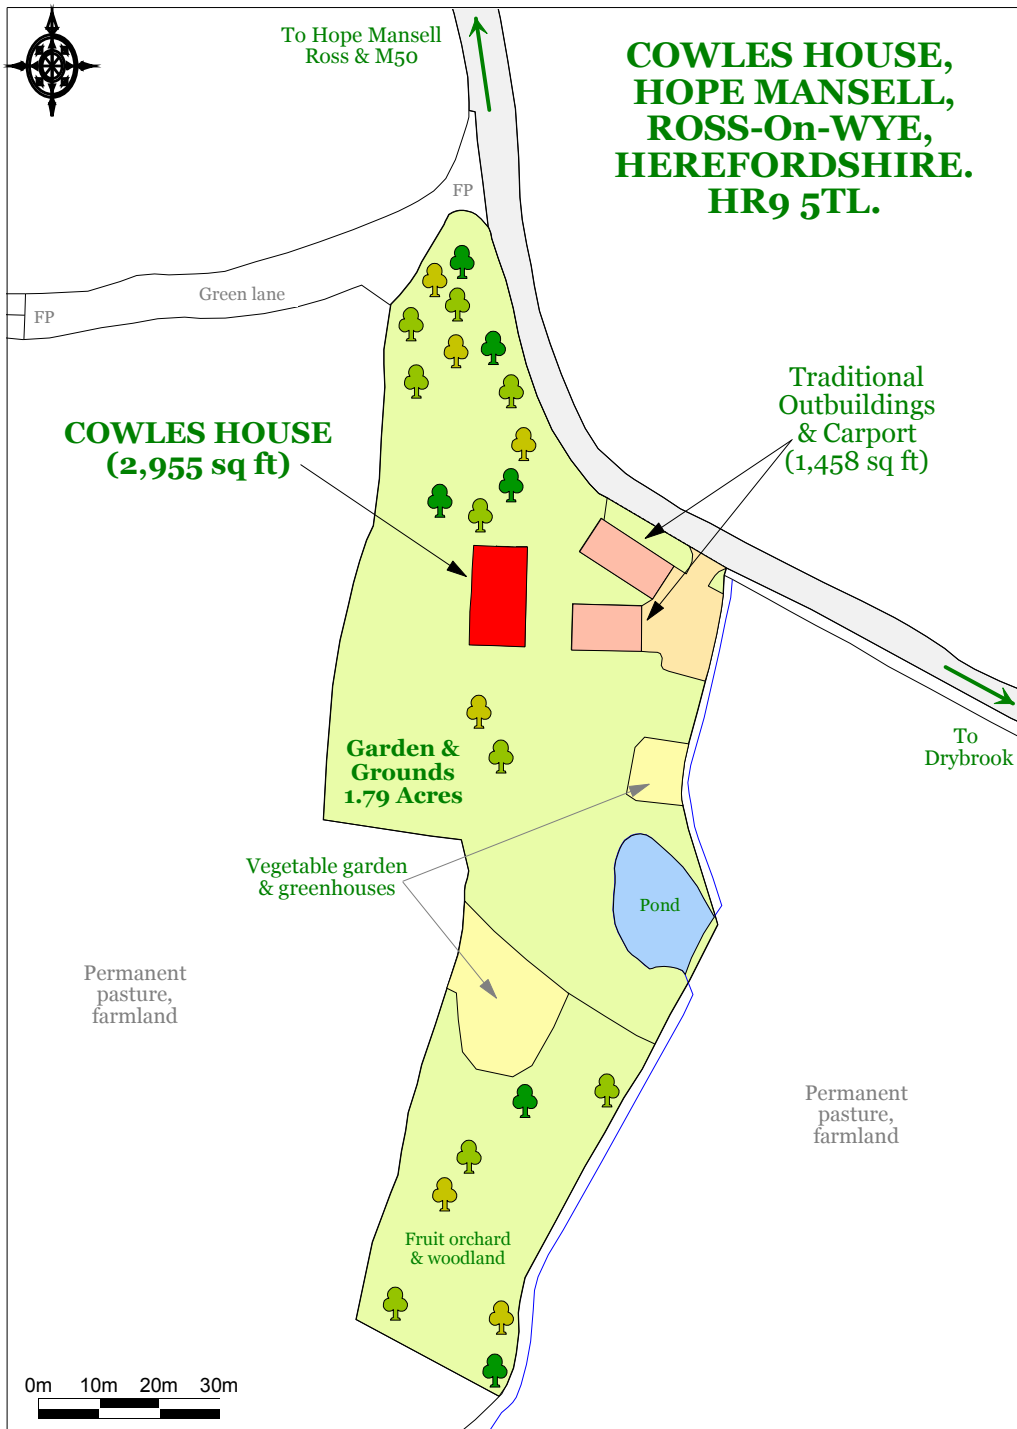 To Hope Mansell
Ross & M50
COWLES HOUSE,
HOPE MANSELL,
ROSS-On-WYE,
HEREFORDSHIRE.
HR9 5TL.
FP
Green lane
FP
Traditional
Outbuildings
& Carport
(1,458 sq ft)
COWLES HOUSE
(2,955 sq ft)
To
Drybrook
Garden &
Grounds
1.79 Acres
Vegetable garden
& greenhouses
Pond
Permanent
pasture,
farmland
Permanent
pasture,
farmland
Fruit orchard
& woodland
0m 10m 20m 30m